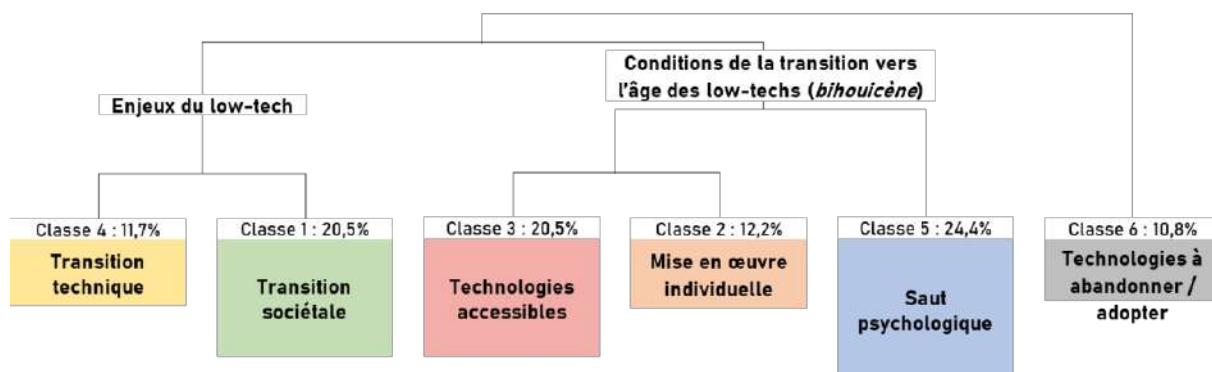 Enjeux du low-tech
Conditions de la transition vers
l'âge des low-techs (bihouicène)
Classe 4 : 11,7%
Transition
technique
Classe 1 : 20,5%
Transition
sociétale
Classe 3 : 20,5%
Technologies
accessibles
Classe 2 : 12,2%
Mise en œuvre
individuelle
Classe 5 : 24,4%
Saut
psychologique
Classe 6 : 10,8%
Technologies à
abandonner /
adopter